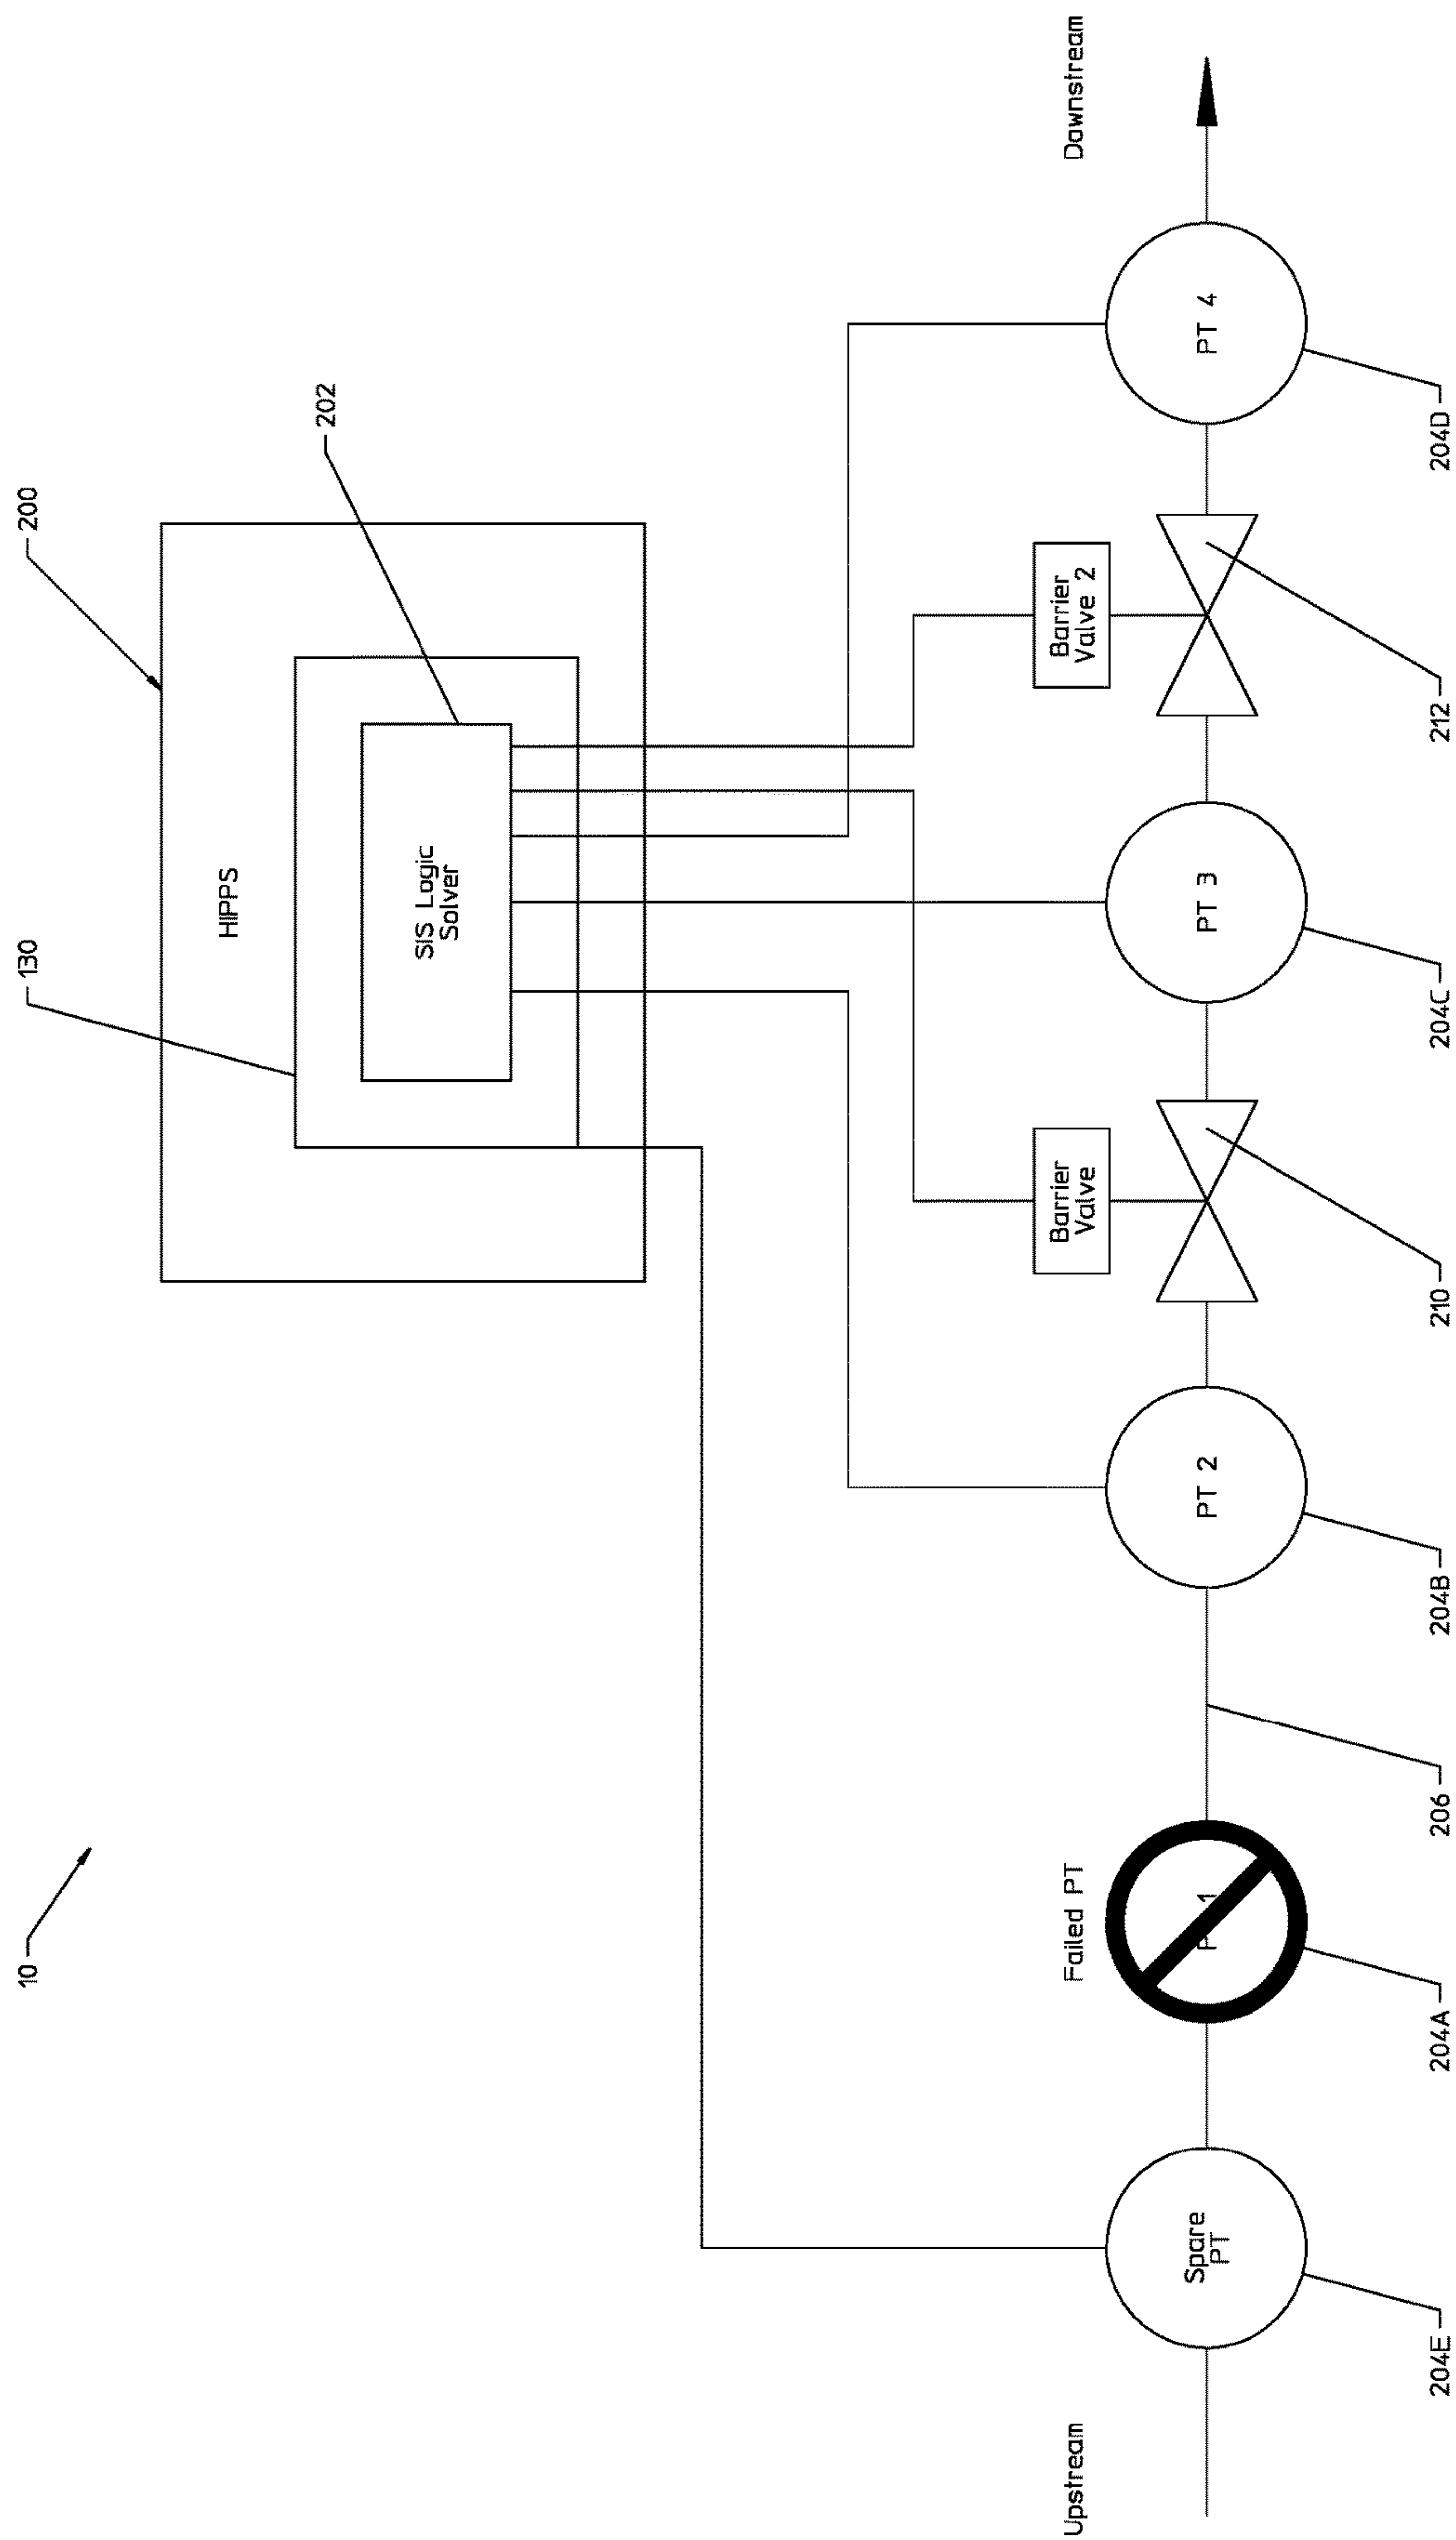 10
130
200
HIPPS
202
SIS Logic
Solver
Barrier
Valve
Barrier
Valve 2
Upstream
Failed PT
Downstream
Spare
PT
P 1
PT 2
PT 3
PT 4
204E
204A
206
204B
210
204C
212
204D